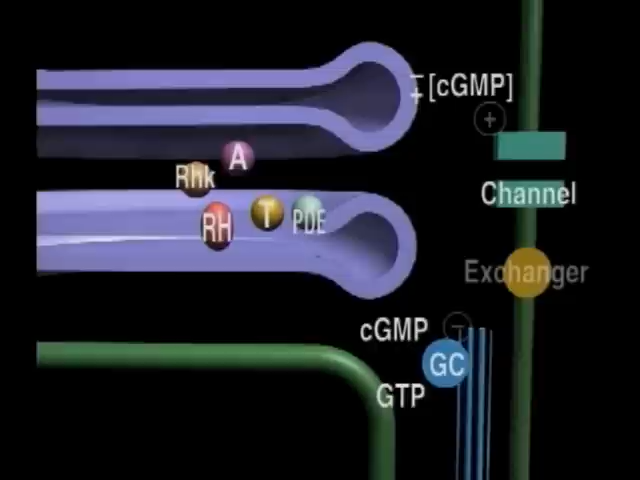 [cGMP]
+
A
Rhk
Channel
RH
T
PDE
Exchanger
cGMP
GC
GTP